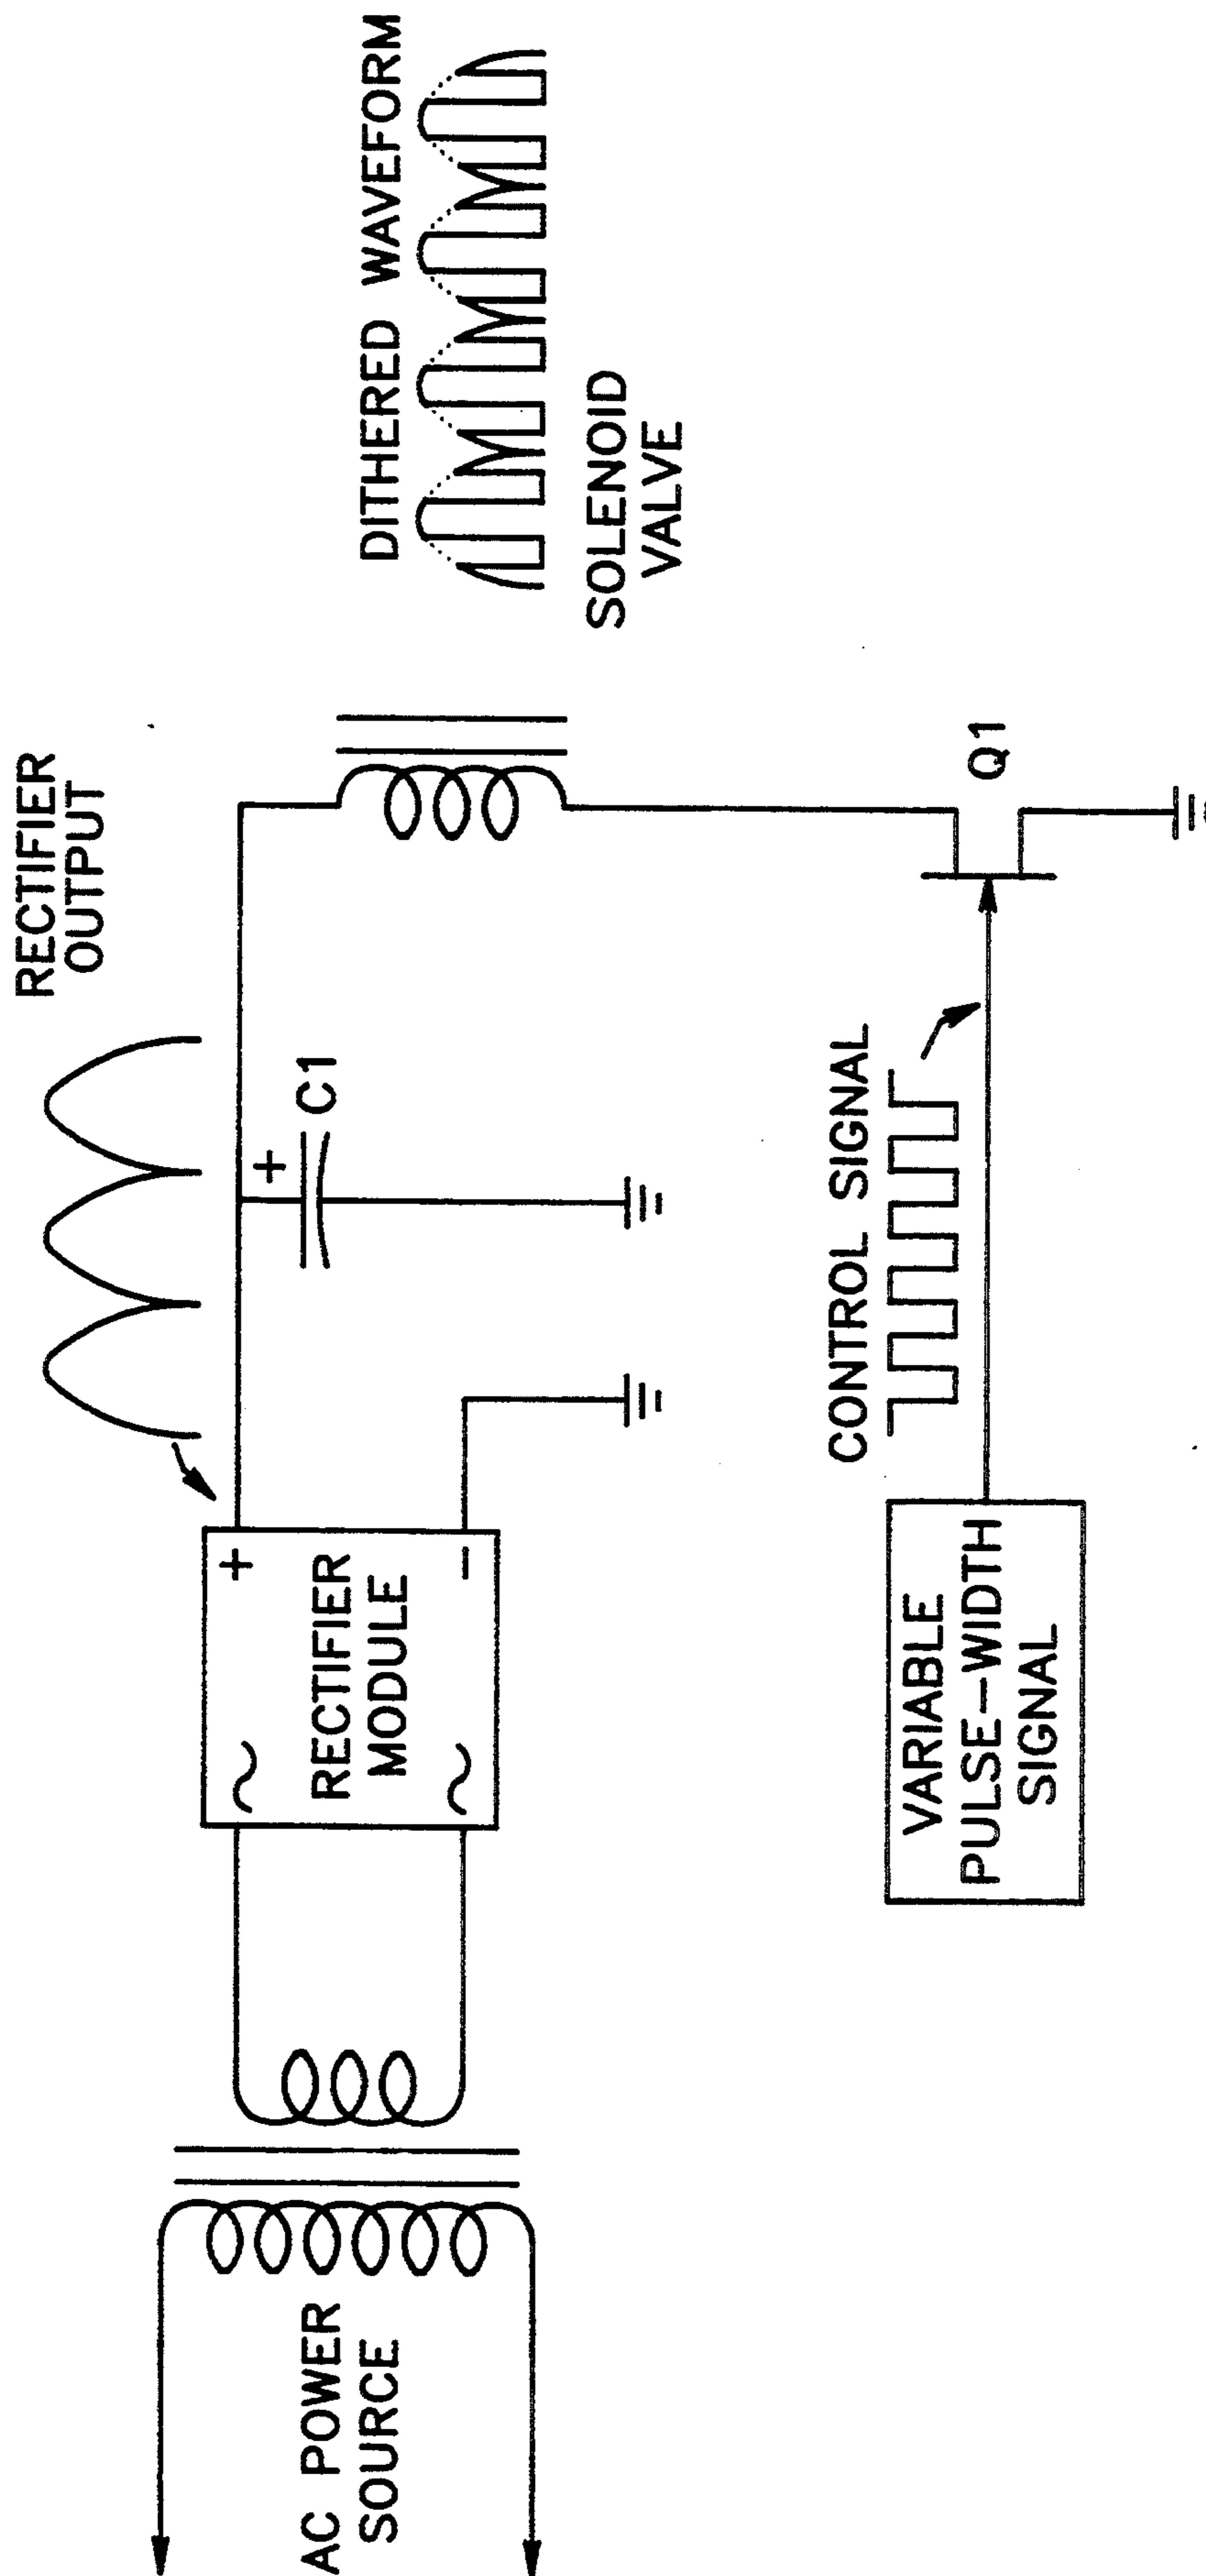 RECTIFIER
OUTPUT
DITHERED WAVEFORM
+
C1
AC POWER
SOURCE
~
+
RECTIFIER
MODULE
~
−
SOLENOID
VALVE
CONTROL SIGNAL
VARIABLE
PULSE−WIDTH
SIGNAL
Q1